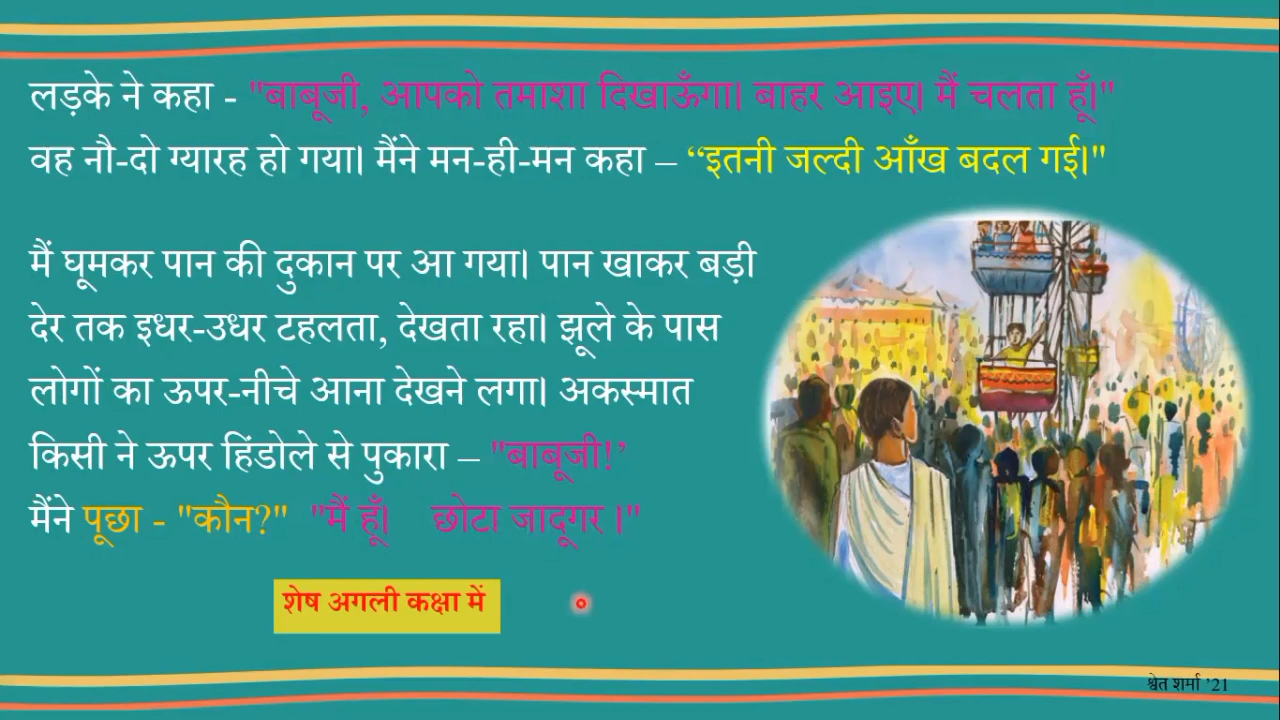 लड़के ने कहा - "बाबूजी, आपको तमाशा दिखाऊँगा। बाहर आइए। मैं चलता हूँ।"
वह नौ-दो ग्यारह हो गया। मैंने मन-ही-मन कहा – “इतनी जल्दी आँख बदल गई।"
मैं घूमकर पान की दुकान पर आ गया। पान खाकर बड़ी
देर तक इधर-उधर टहलता, देखता रहा। झूले के पास
लोगों का ऊपर-नीचे आना देखने लगा। अकस्मात
किसी ने ऊपर हिंडोले से पुकारा – "बाबूजी!’
मैंने पूछा - "कौन?" "मैं हूँ। छोटा जादूगर ।"
शेष अगली कक्षा में
श्वेत शर्मा ’21